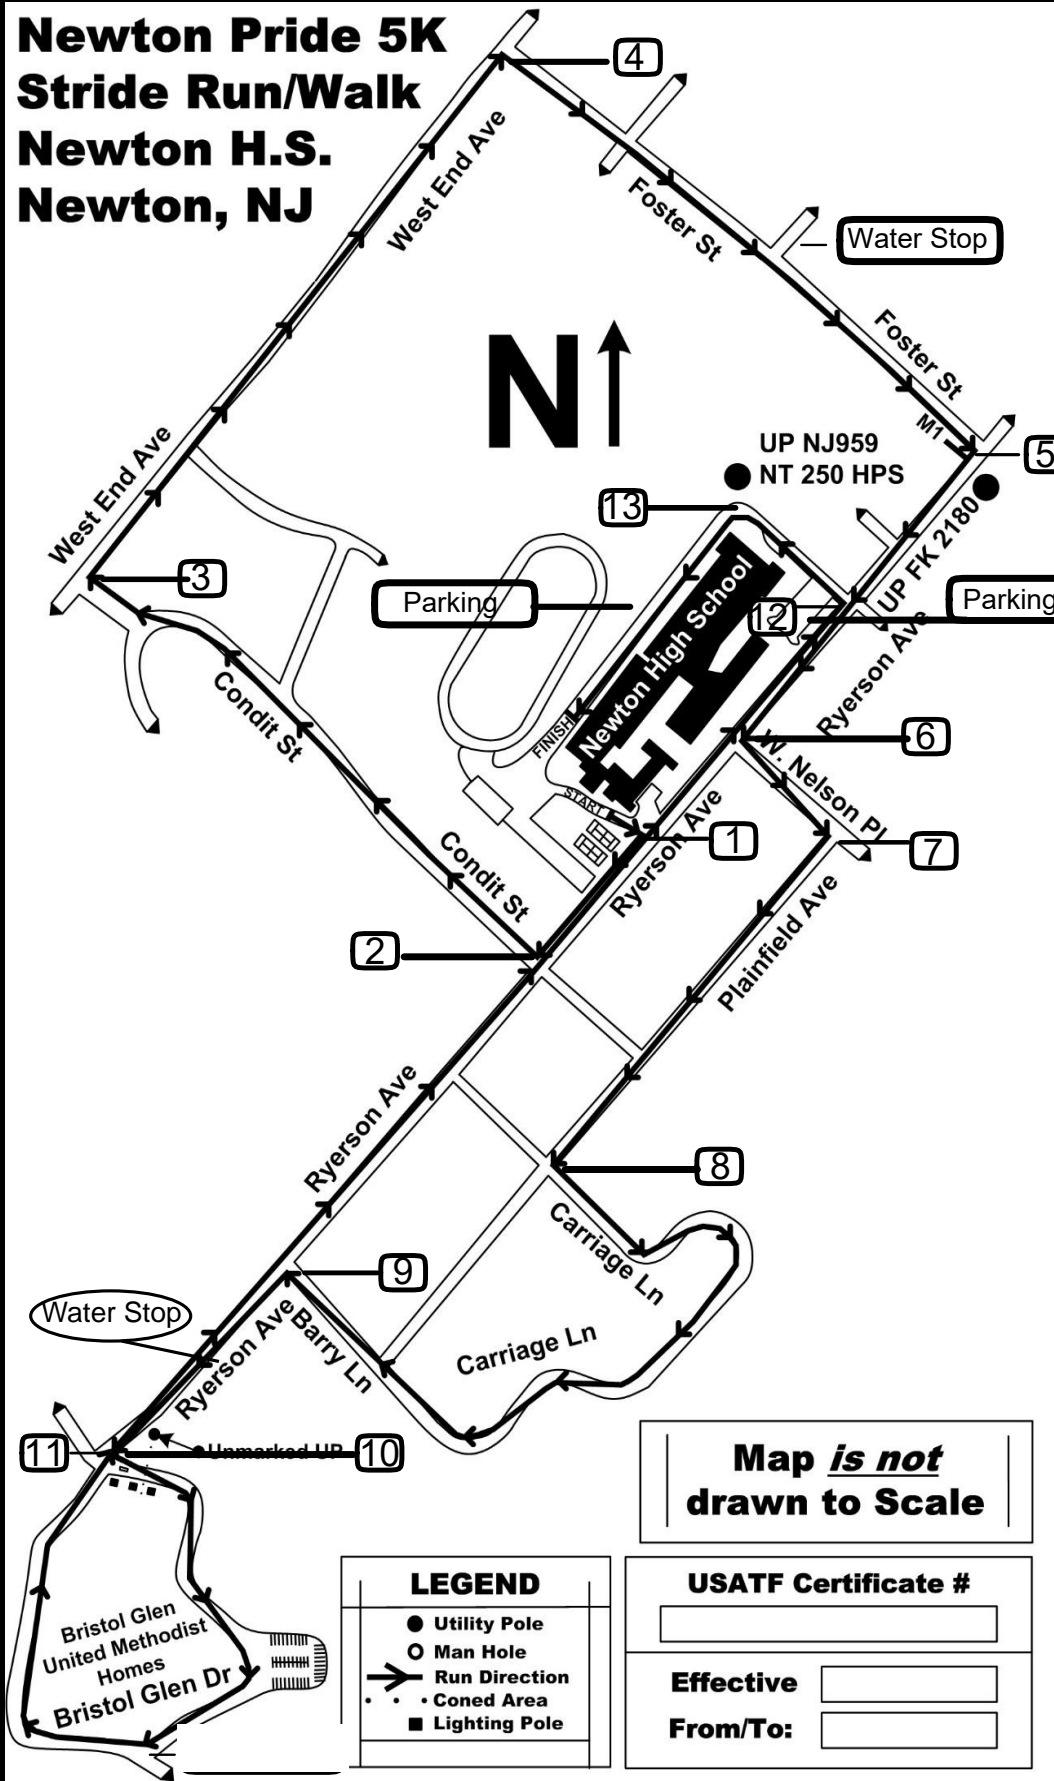 Newton Pride 5K
Stride Run/Walk
Newton H.S.
Newton, NJ
4
West End Ave
Foster St
Water Stop
Foster St
N
M1
UP NJ959
NT 250 HPS
5
13
West End Ave
UP FK 2180
3
Parking
Newton High School
12
Parking
Ryerson Ave
Condit St
FINISH
6
W. Nelson Pl
START
Ryerson Ave
1
7
Condit St
Plainfield Ave
2
Ryerson Ave
8
Carriage Ln
9
Water Stop
Ryerson Ave
Barry Ln
Carriage Ln
11
Unmarked UP
10
Map is not
drawn to Scale
Bristol Glen
United Methodist
Homes
Bristol Glen Dr
LEGEND
Utility Pole
Man Hole
Run Direction
Coned Area
Lighting Pole
USATF Certificate #
Effective
From/To: